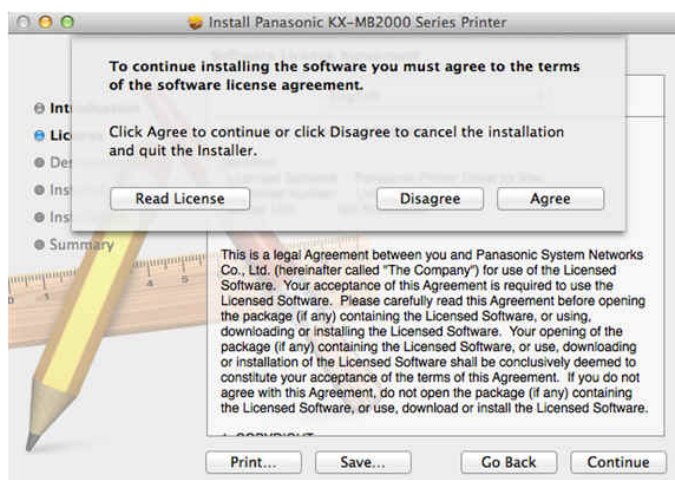 Install Panasonic KX-MB2000 Series Printer
To continue installing the software you must agree to the terms
of the software license agreement.
Click Agree to continue or click Disagree to cancel the installation
and quit the Installer.
Read License
Disagree
Agree
Int
Lic
Des
Ins
Ins
Summary
This is a legal Agreement between you and Panasonic System Networks
Co., Ltd. (hereinafter called "The Company") for use of the Licensed
Software. Your acceptance of this Agreement is required to use the
Licensed Software. Please carefully read this Agreement before opening
the package (if any) containing the Licensed Software, or using,
downloading or installing the Licensed Software. Your opening of the
package (if any) containing the Licensed Software, or use, downloading
or installation of the Licensed Software shall be conclusively deemed to
constitute your acceptance of the terms of this Agreement. If you do not
agree with this Agreement, do not open the package (if any) containing
the Licensed Software, or use, download or install the Licensed Software.
Print...
Save...
Go Back
Continue